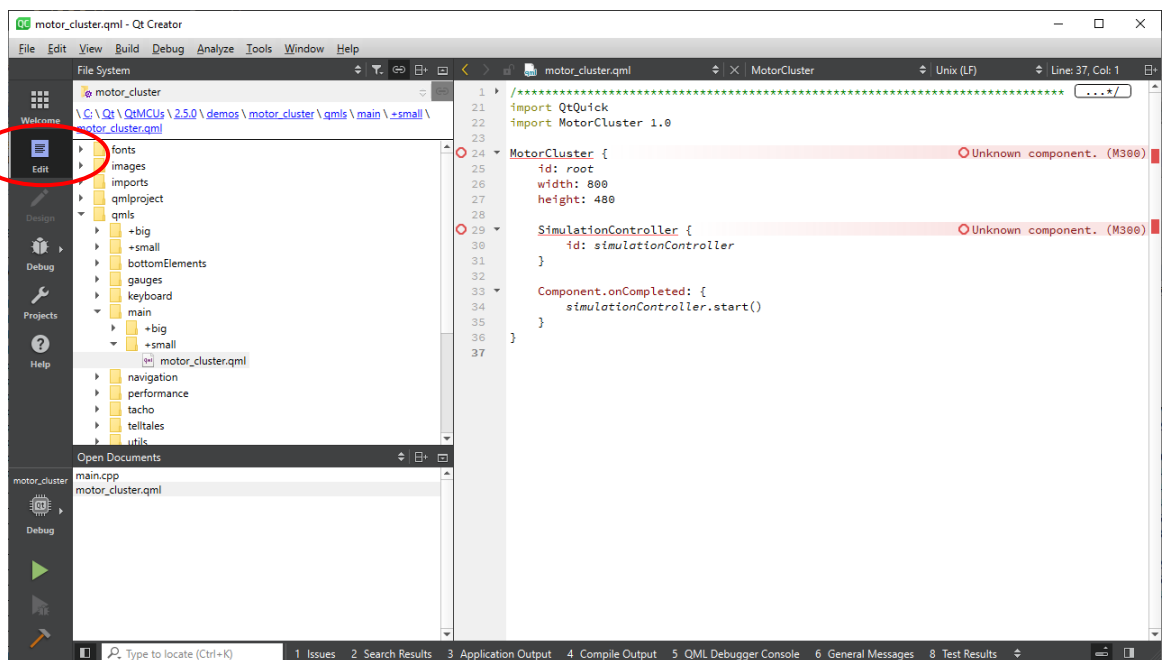 motor_cluster.qml - Qt Creator
File Edit View Build Debug Analyze Tools Window Help
File System
motor_cluster.qml
MotorCluster
Unix (LF)
Line: 37, Col: 1
Welcome
Edit
Design
Debug
Projects
Help
motor_cluster
\ C: \ Qt \ QtMCUs \ 2.5.0 \ demos \ motor_cluster \ qmls \ main \ +small \
motor_cluster.qml
fonts
images
imports
qmlproject
qmls
+big
+small
bottomElements
gauges
keyboard
main
+big
+small
motor_cluster.qml
navigation
performance
tacho
telltales
utils
1 /****************************************************************************** ...*/
21 import QtQuick
22 import MotorCluster 1.0
23
24 MotorCluster { Unknown component. (M300)
25 id: root
26 width: 800
27 height: 480
28
29 SimulationController { Unknown component. (M300)
30 id: simulationController
31 }
32
33 Component.onCompleted: {
34 simulationController.start()
35 }
36 }
37
Open Documents
main.cpp
motor_cluster.qml
motor_cluster
Qt
Debug
Type to locate (Ctrl+K)
1 Issues 2 Search Results 3 Application Output 4 Compile Output 5 QML Debugger Console 6 General Messages 8 Test Results